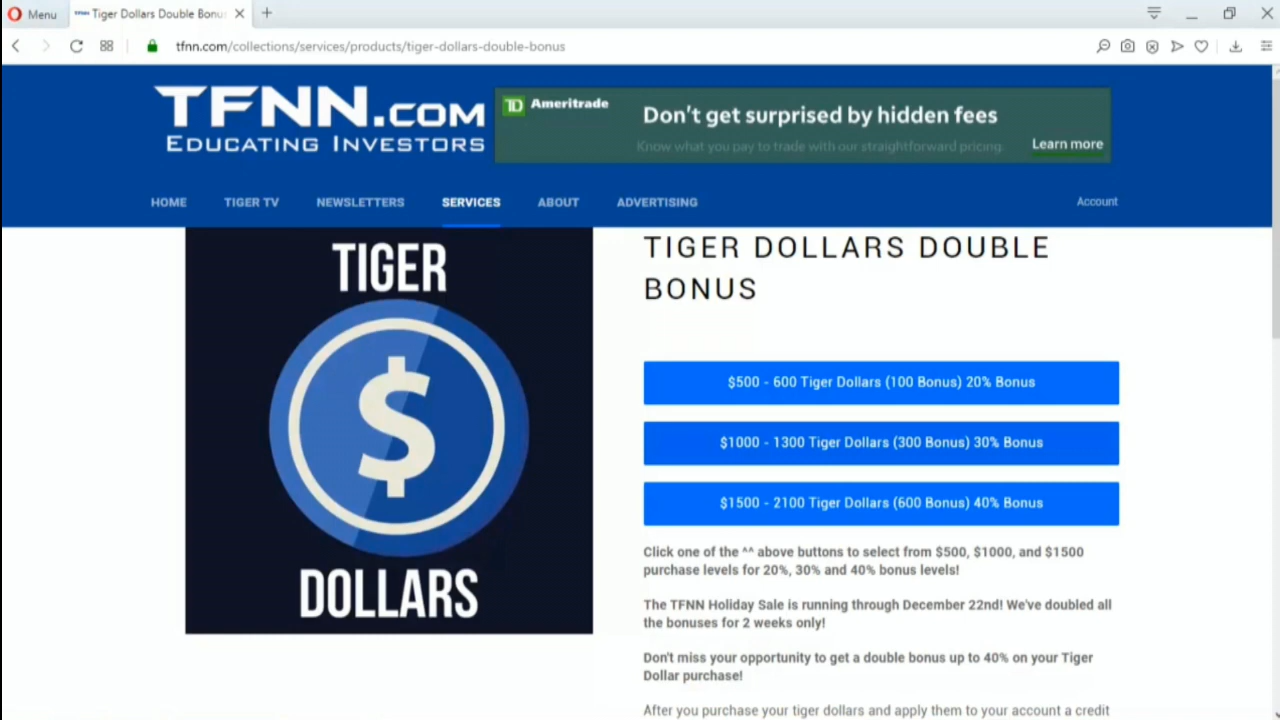 Menu
Tiger Dollars Double Bonu
tfnn.com/collections/services/products/tiger-dollars-double-bonus
TFNN.COM
EDUCATING INVESTORS
TD Ameritrade
Don't get surprised by hidden fees
Know what you pay to trade with our straightforward pricing.
Learn more
HOME TIGER TV NEWSLETTERS SERVICES ABOUT ADVERTISING Account
TIGER
$
DOLLARS
TIGER DOLLARS DOUBLE
BONUS
$500 - 600 Tiger Dollars (100 Bonus) 20% Bonus
$1000 - 1300 Tiger Dollars (300 Bonus) 30% Bonus
$1500 - 2100 Tiger Dollars (600 Bonus) 40% Bonus
Click one of the ^^ above buttons to select from $500, $1000, and $1500
purchase levels for 20%, 30% and 40% bonus levels!
The TFNN Holiday Sale is running through December 22nd! We've doubled all
the bonuses for 2 weeks only!
Don't miss your opportunity to get a double bonus up to 40% on your Tiger
Dollar purchase!
After you purchase your tiger dollars and apply them to your account a credit